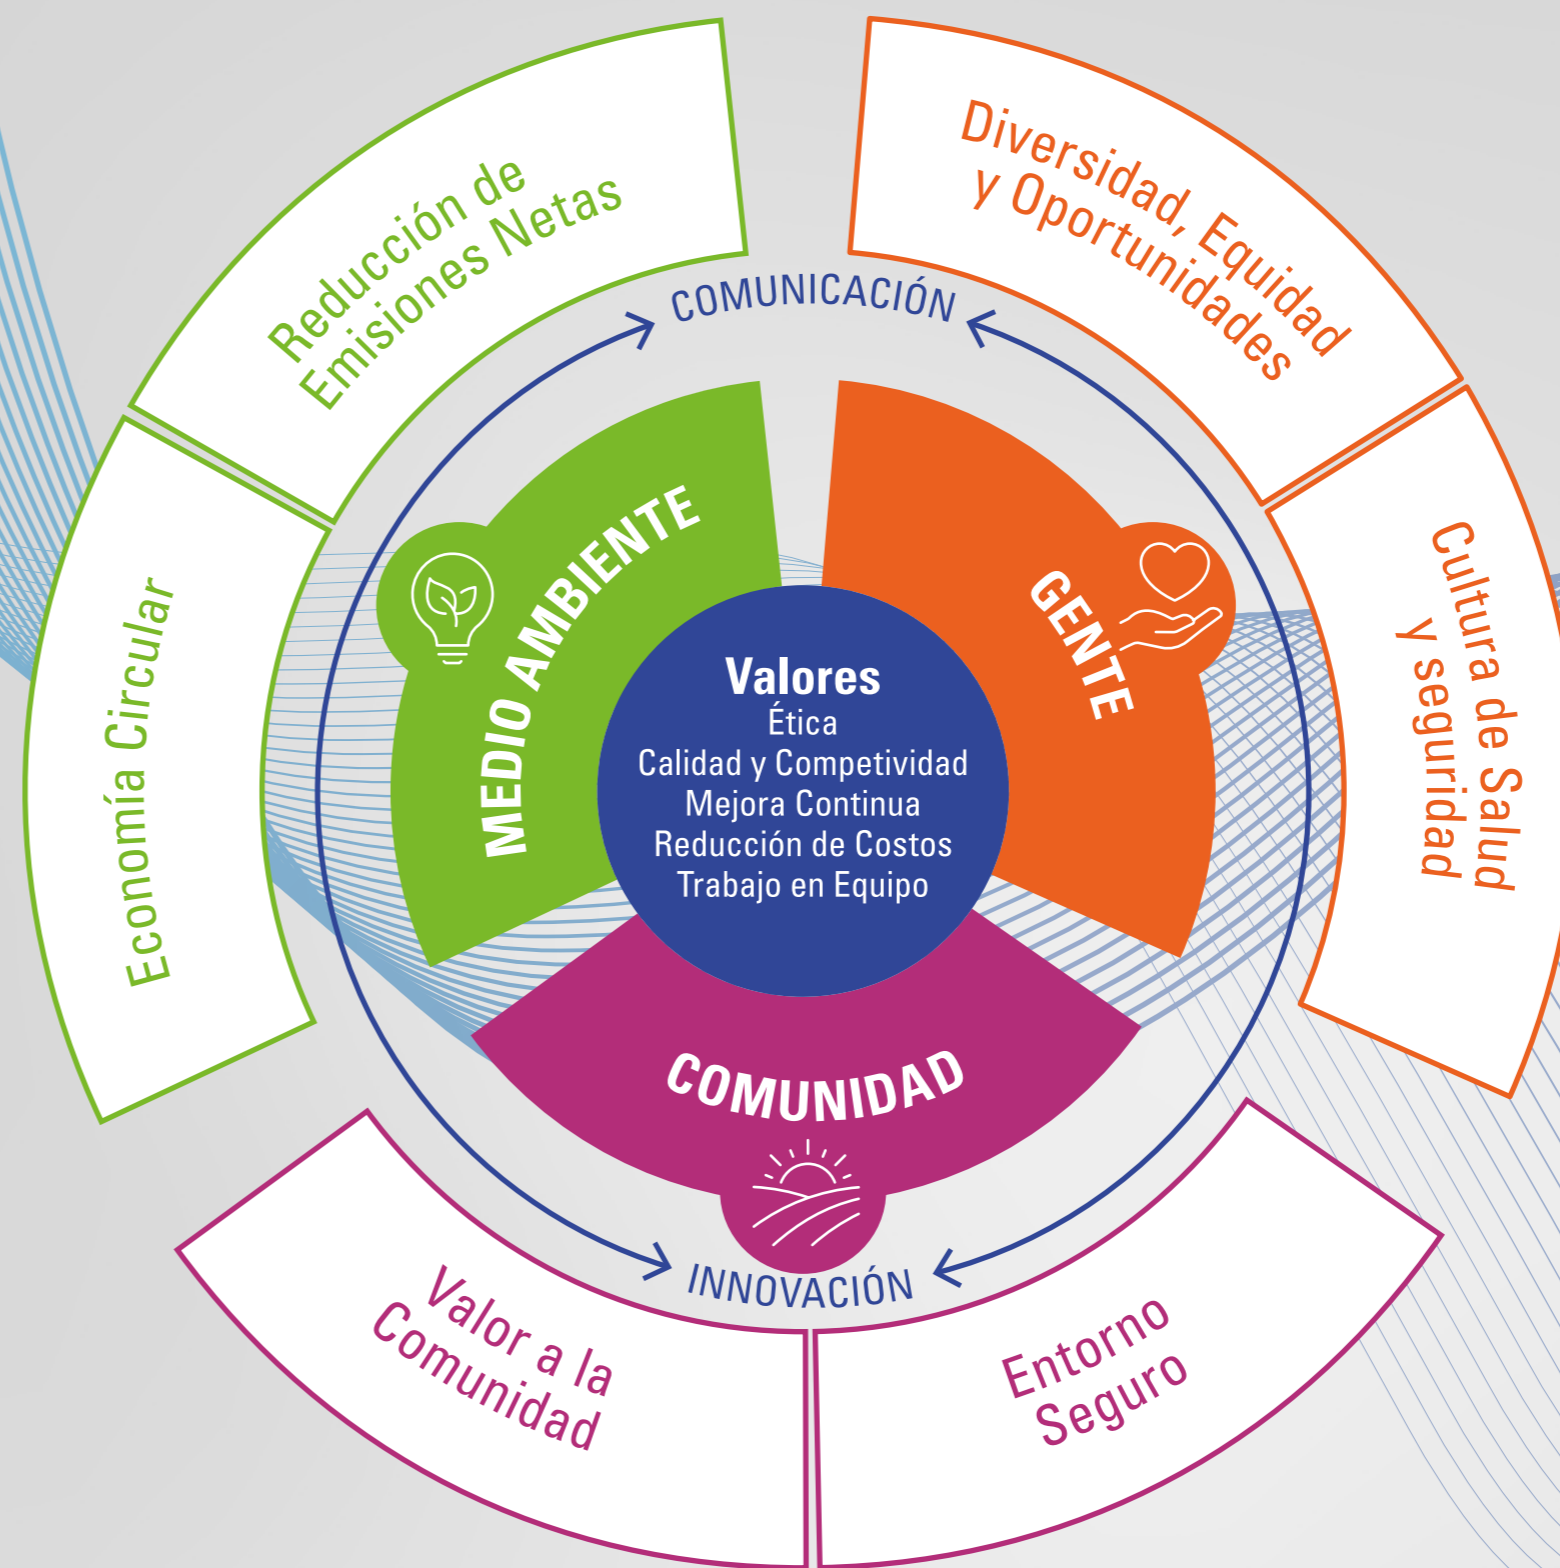 Reducción de
Emisiones Netas
Diversidad, Equidad
y Oportunidades
COMUNICACIÓN
Economía Circular
MEDIO AMBIENTE
GENTE
Cultura de Salud
y seguridad
Valores
Ética
Calidad y Competividad
Mejora Continua
Reducción de Costos
Trabajo en Equipo
COMUNIDAD
INNOVACIÓN
Valor a la
Comunidad
Entorno
Seguro